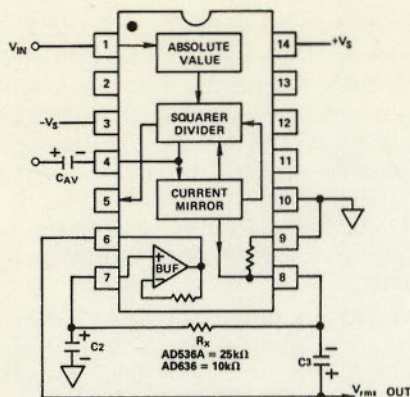 VIN
1
ABSOLUTE
VALUE
14
+VS
2
13
-VS
3
SQUARER
DIVIDER
12
+
-
4
CAV
11
5
CURRENT
MIRROR
10
6
9
+
-
BUF
7
8
+
-
C2
RX
AD536A = 25kΩ
AD636 = 10kΩ
-
+
C3
Vrms OUT